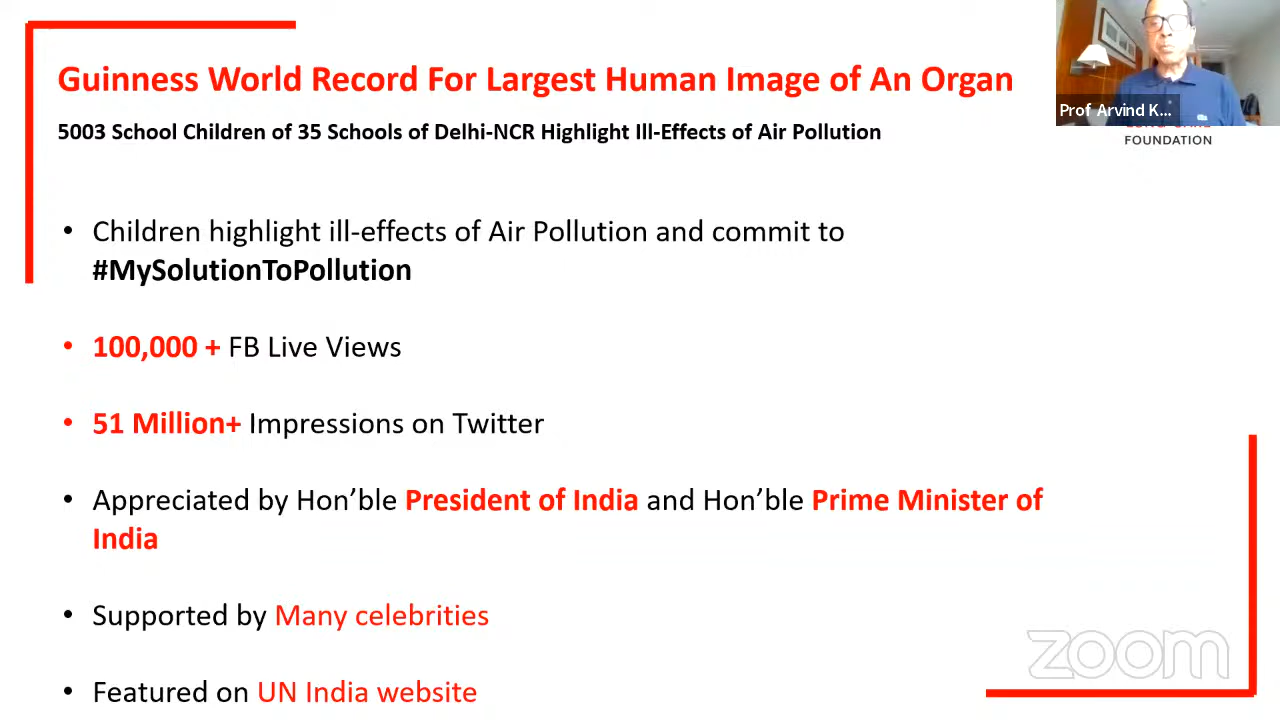 Guinness World Record For Largest Human Image of An Organ
5003 School Children of 35 Schools of Delhi-NCR Highlight Ill-Effects of Air Pollution
Prof Arvind K...
FOUNDATION
• Children highlight ill-effects of Air Pollution and commit to
#MySolutionToPollution
• 100,000 + FB Live Views
• 51 Million+ Impressions on Twitter
• Appreciated by Hon’ble President of India and Hon’ble Prime Minister of
India
• Supported by Many celebrities
• Featured on UN India website
zoom